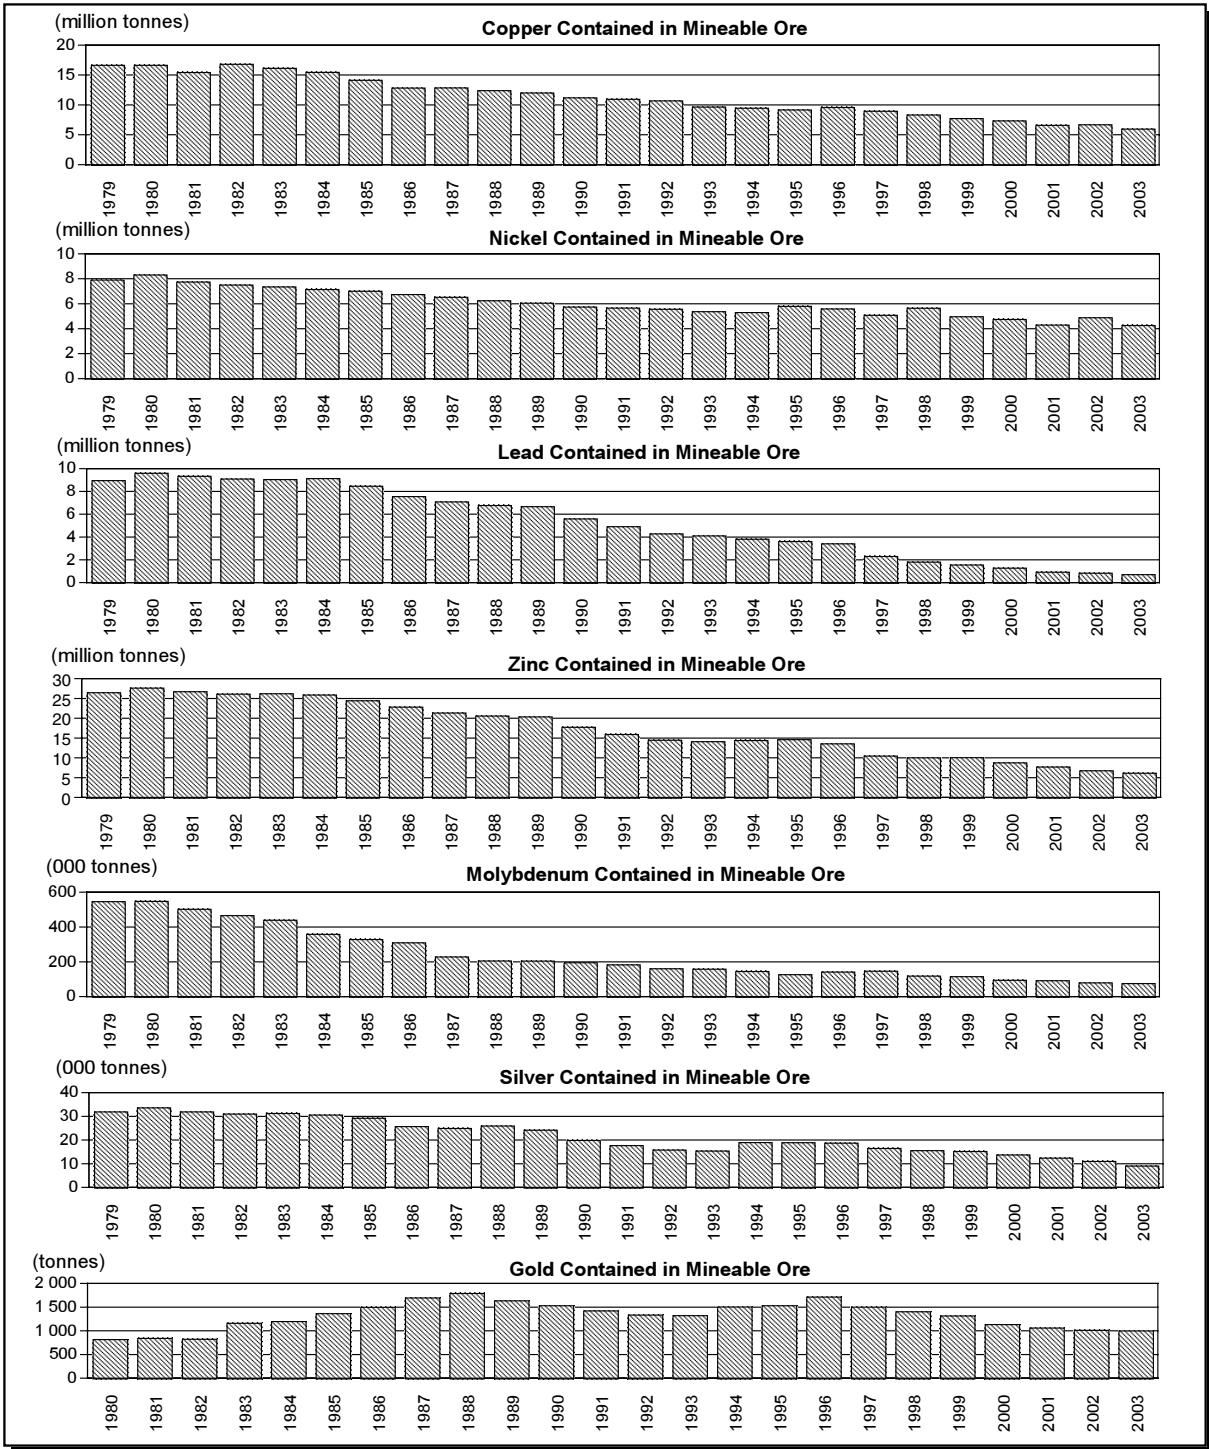 (million tonnes)
Copper Contained in Mineable Ore
20
15
10
5
0
1979 1980 1981 1982 1983 1984 1985 1986 1987 1988 1989 1990 1991 1992 1993 1994 1995 1996 1997 1998 1999 2000 2001 2002 2003
(million tonnes)
Nickel Contained in Mineable Ore
10
8
6
4
2
0
1979 1980 1981 1982 1983 1984 1985 1986 1987 1988 1989 1990 1991 1992 1993 1994 1995 1996 1997 1998 1999 2000 2001 2002 2003
(million tonnes)
Lead Contained in Mineable Ore
10
8
6
4
2
0
1979 1980 1981 1982 1983 1984 1985 1986 1987 1988 1989 1990 1991 1992 1993 1994 1995 1996 1997 1998 1999 2000 2001 2002 2003
(million tonnes)
Zinc Contained in Mineable Ore
30
25
20
15
10
5
0
1979 1980 1981 1982 1983 1984 1985 1986 1987 1988 1989 1990 1991 1992 1993 1994 1995 1996 1997 1998 1999 2000 2001 2002 2003
(000 tonnes)
Molybdenum Contained in Mineable Ore
600
400
200
0
1979 1980 1981 1982 1983 1984 1985 1986 1987 1988 1989 1990 1991 1992 1993 1994 1995 1996 1997 1998 1999 2000 2001 2002 2003
(000 tonnes)
Silver Contained in Mineable Ore
40
30
20
10
0
1979 1980 1981 1982 1983 1984 1985 1986 1987 1988 1989 1990 1991 1992 1993 1994 1995 1996 1997 1998 1999 2000 2001 2002 2003
(tonnes)
Gold Contained in Mineable Ore
2 000
1 500
1 000
500
0
1980 1981 1982 1983 1984 1985 1986 1987 1988 1989 1990 1991 1992 1993 1994 1995 1996 1997 1998 1999 2000 2001 2002 2003